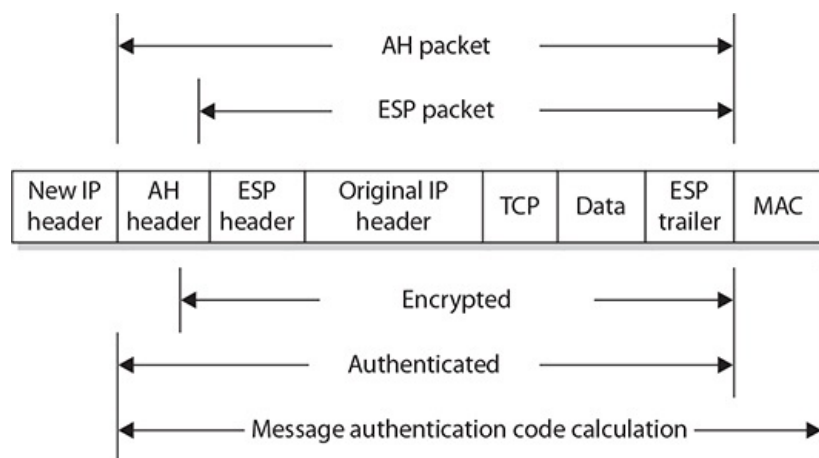 AH packet
ESP packet
New IP header
AH header
ESP header
Original IP header
TCP
Data
ESP trailer
MAC
Encrypted
Authenticated
Message authentication code calculation